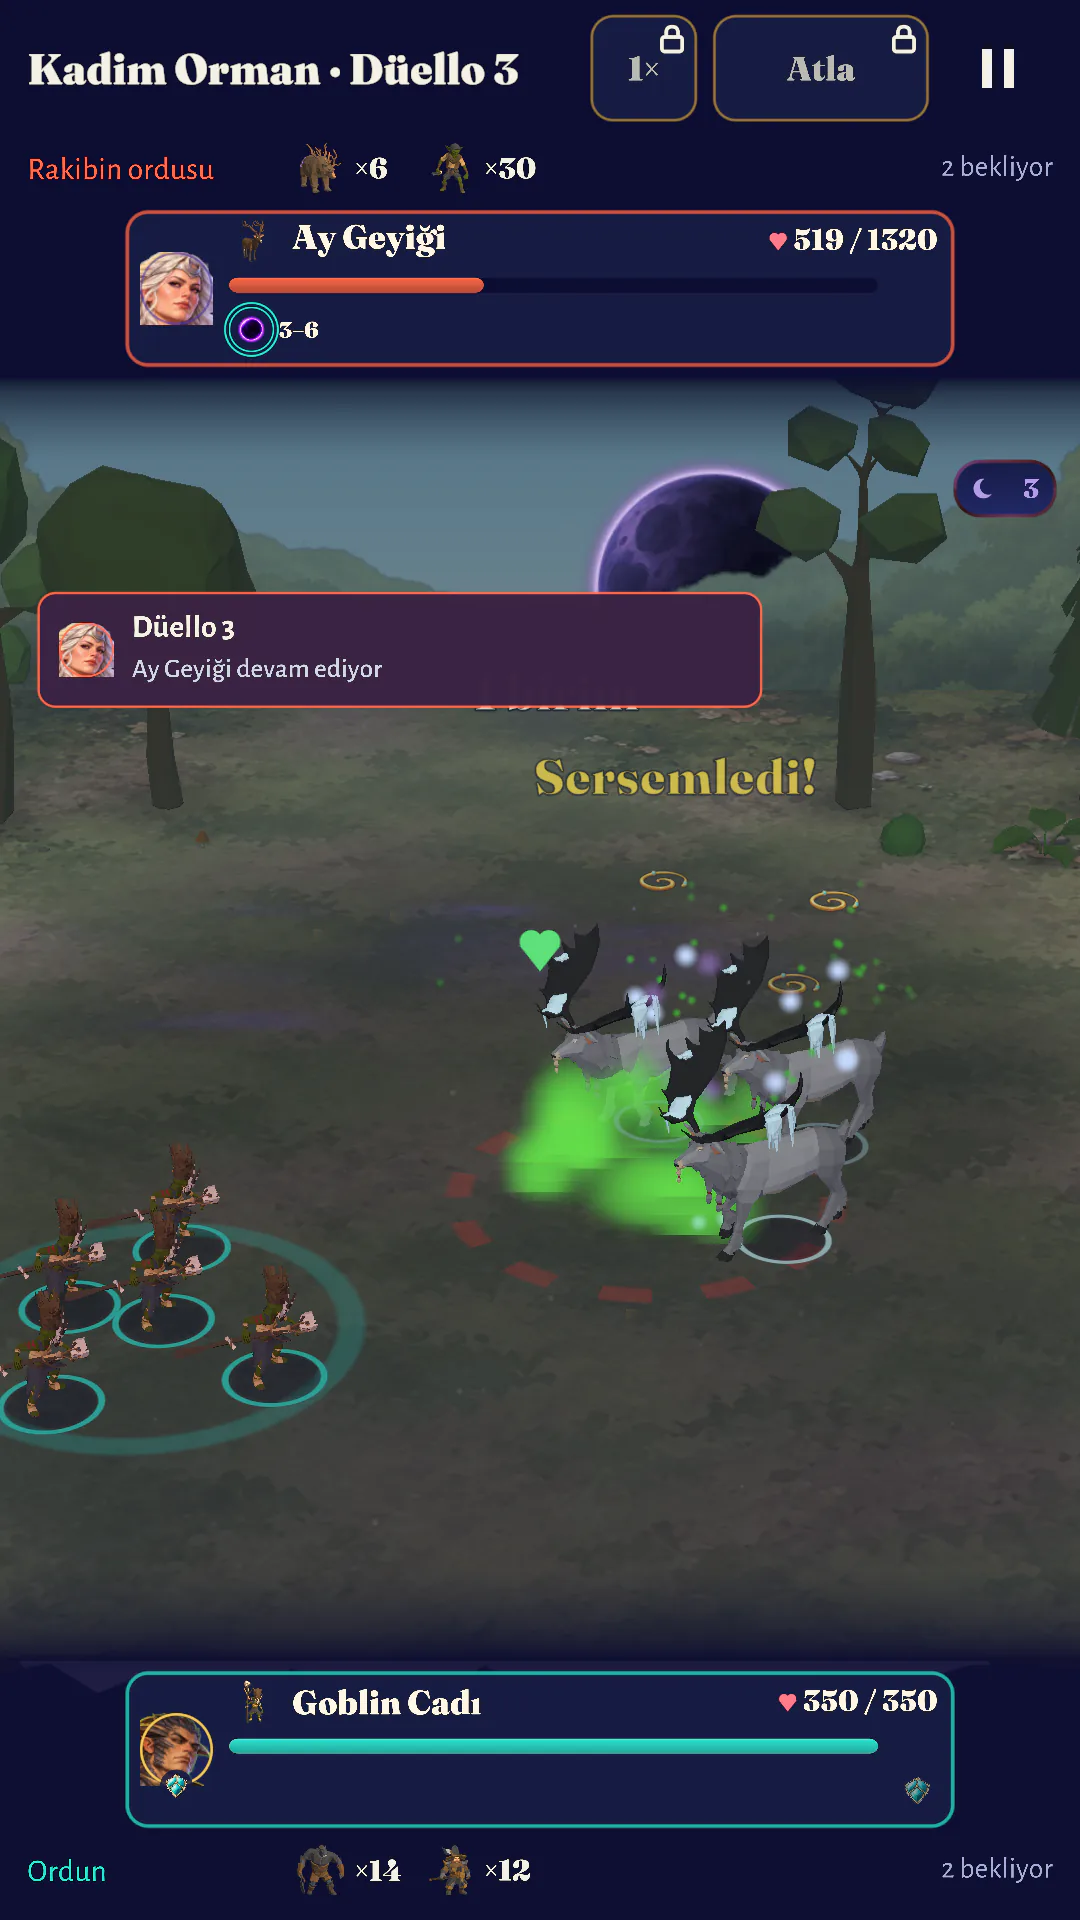 Kadim Orman • Düello 3
1×
Atla
Rakibin ordusu
×6
×30
2 bekliyor
Ay Geyiği
519 / 1320
3–6
3
Düello 3
Ay Geyiği devam ediyor
Sersemledi!
Goblin Cadı
350 / 350
Ordun
×14
×12
2 bekliyor